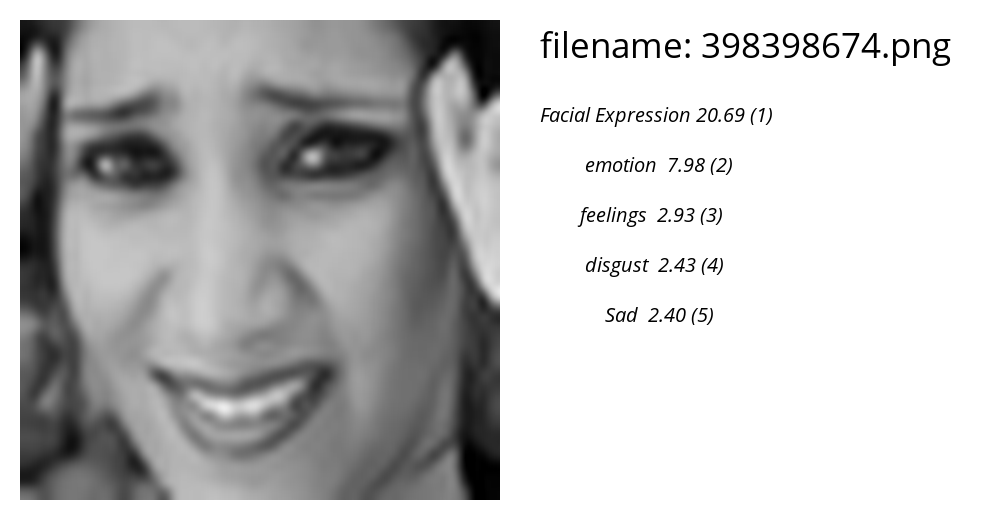 filename: 398398674.png
Facial Expression 20.69 (1)
emotion 7.98 (2)
feelings 2.93 (3)
disgust 2.43 (4)
Sad 2.40 (5)